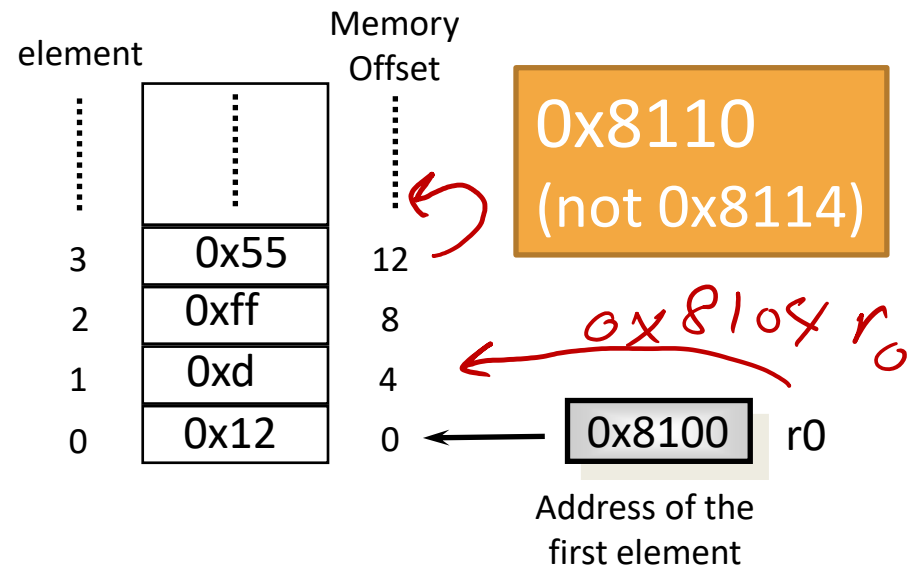 element
Memory
Offset
0x8110
(not 0x8114)
3 0x55 12
2 0xff 8
0x8104 r0
1 0xd 4
0 0x12 0 0x8100 r0
Address of the
first element